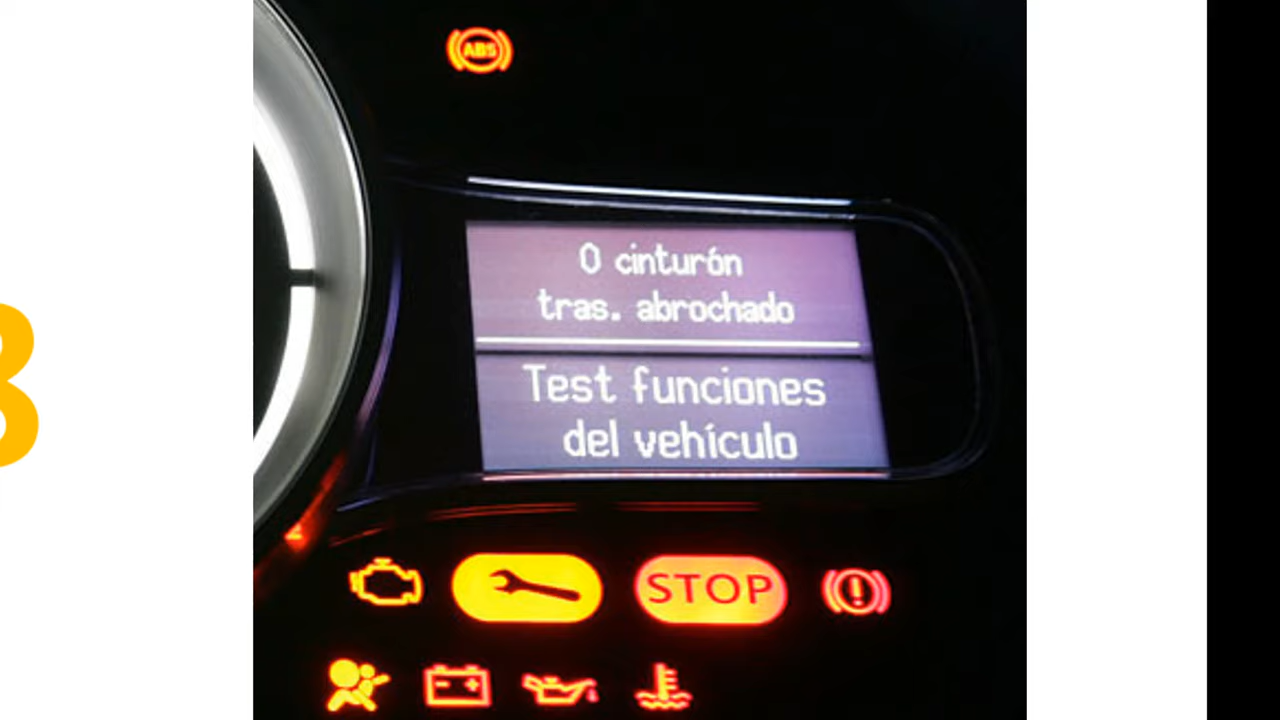 ABS
0 cinturón
tras. abrochado
Test funciones
del vehículo
STOP